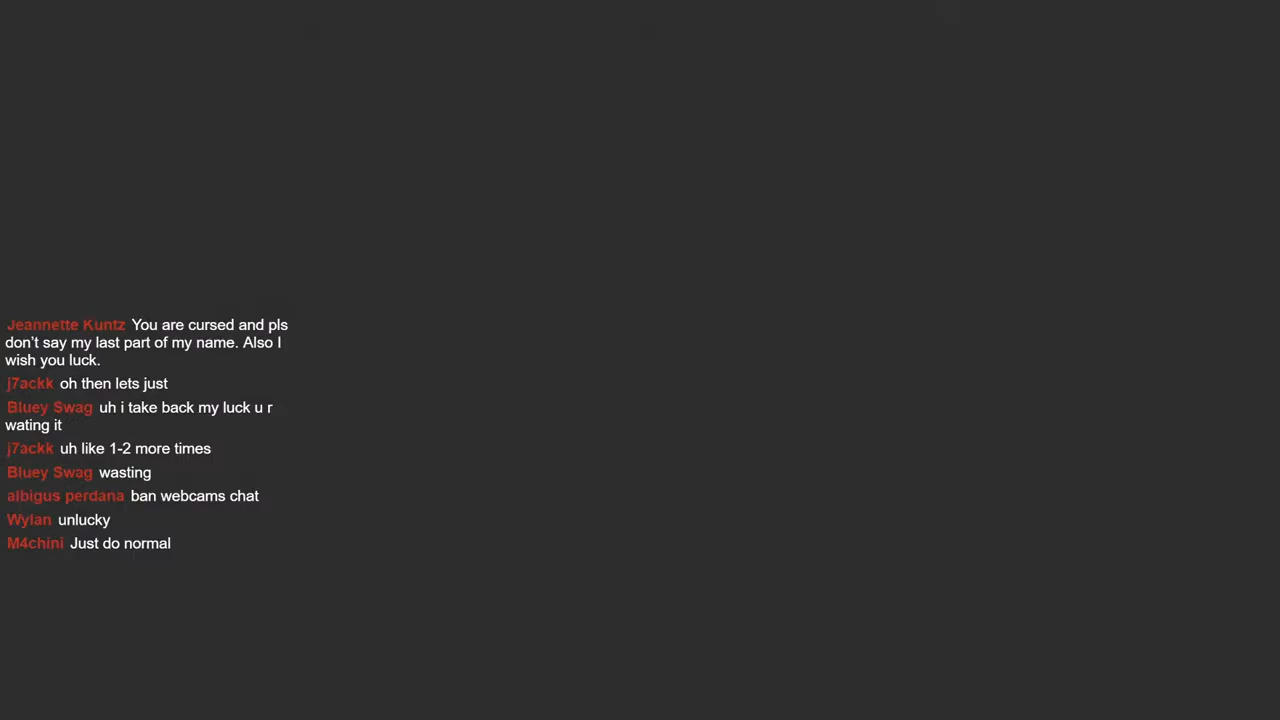 Jeannette Kuntz You are cursed and pls
don't say my last part of my name. Also I
wish you luck.
j7ackk oh then lets just
Bluey Swag uh i take back my luck u r
wating it
j7ackk uh like 1-2 more times
Bluey Swag wasting
albigus perdana ban webcams chat
Wylan unlucky
M4chini Just do normal